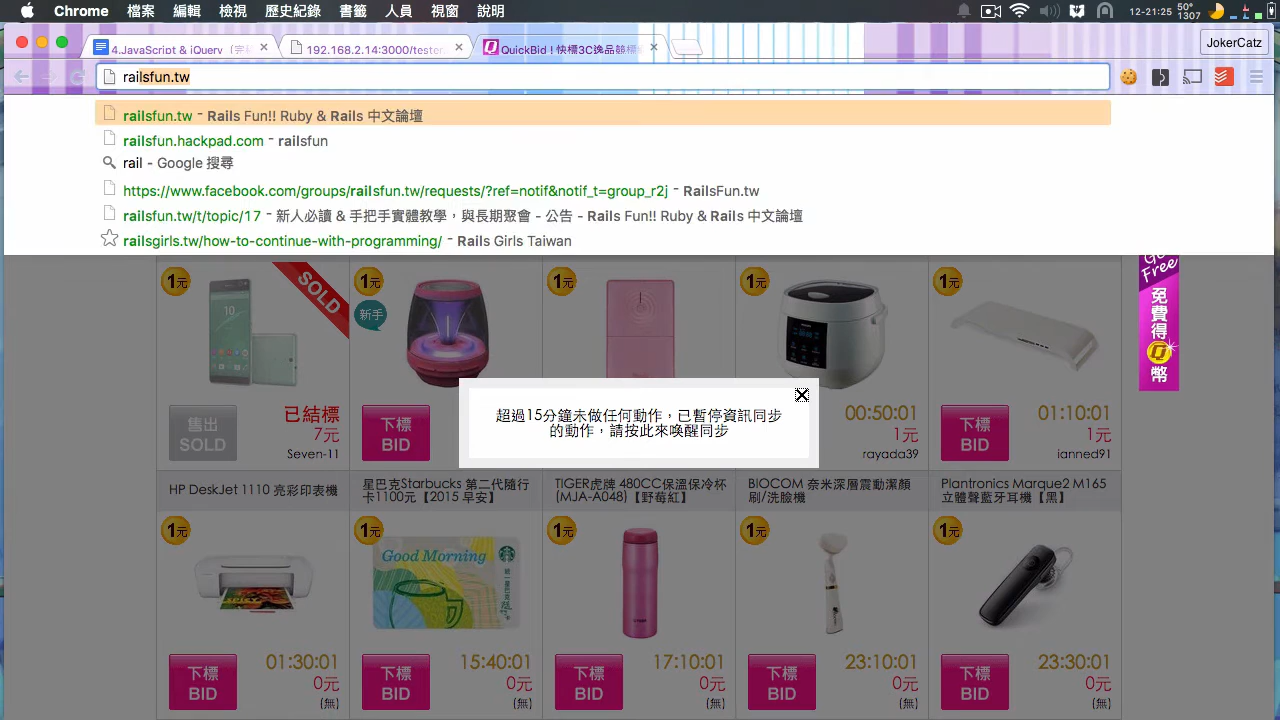 Chrome 檔案 編輯 檢視 歷史紀錄 書籤 人員 視窗 說明
50° 1307
12-21-25
4.JavaScript & jQuery
192.168.2.14:3000/tester
QuickBid ! 快標3C逸品競標
JokerCatz
railsfun.tw
railsfun.tw - Rails Fun!! Ruby & Rails 中文論壇
railsfun.hackpad.com - railsfun
rail - Google 搜尋
https://www.facebook.com/groups/railsfun.tw/requests/?ref=notif&notif_t=group_r2j - RailsFun.tw
railsfun.tw/t/topic/17 - 新人必讀 & 手把手實體教學，與長期聚會 - 公告 - Rails Fun!! Ruby & Rails 中文論壇
railsgirls.tw/how-to-continue-with-programming/ - Rails Girls Taiwan
Free
免費得Q幣
1元 SOLD
1元
新手
1元
1元
1元
10
超過15分鐘未做任何動作，已暫停資訊同步
的動作，請按此來喚醒同步
售出 SOLD
已結標
7元
Seven-11
下標 BID
00:50:01
1元
rayada39
下標 BID
01:10:01
1元
ianned91
HP DeskJet 1110 亮彩印表機
星巴克Starbucks 第二代隨行
卡1100元【2015 早安】
TIGER虎牌 480CC保溫保冷杯
(MJA-A048)【野莓紅】
BIOCOM 奈米深層震動潔顏
刷/洗臉機
Plantronics Marque2 M165
立體聲藍牙耳機【黑】
1元
1元
1元
1元
1元
Good Morning
下標 BID
01:30:01
0元
(無)
下標 BID
15:40:01
0元
(無)
下標 BID
17:10:01
0元
(無)
下標 BID
23:10:01
0元
(無)
下標 BID
23:30:01
0元
(無)